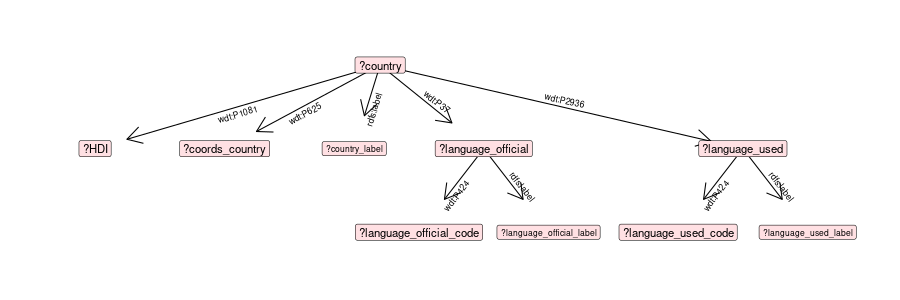 ?country
wdt:P1081
wdt:P625
rdfs:label
wdt:P37
wdt:P2936
?HDI
?coords_country
?country_label
?language_official
?language_used
wdt:P424
rdfs:label
wdt:P424
rdfs:label
?language_official_code
?language_official_label
?language_used_code
?language_used_label